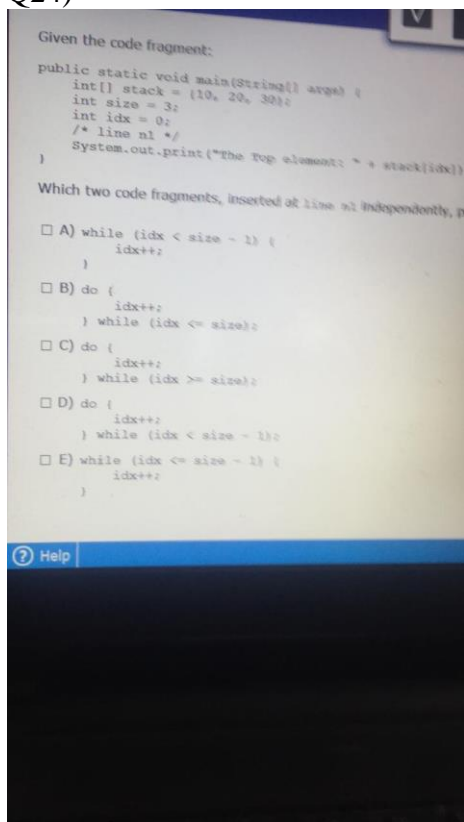 Q24)
Given the code fragment:
public static void main(String[] args) {
int[] stack = {10, 20, 30};
int size = 3;
int idx = 0;
/* line n1 */
System.out.print("The Top element: " + stack[idx])
}
Which two code fragments, inserted at line n1 independently, p
A) while (idx < size - 1) {
idx++;
}
B) do {
idx++;
} while (idx <= size);
C) do {
idx++;
} while (idx >= size);
D) do {
idx++;
} while (idx < size - 1);
E) while (idx <= size - 1) {
idx++;
}
? Help